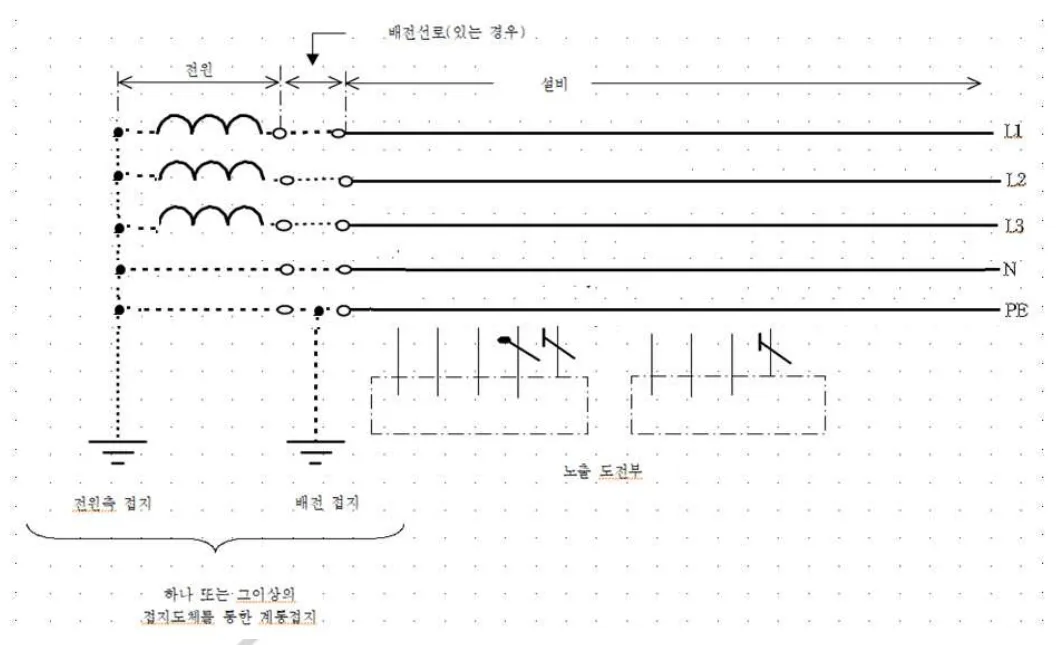 배전선로(있는 경우)
전원
설비
L1
L2
L3
N
PE
노출 도전부
전원측 접지
배전 접지
하나 또는 그이상의
접지도체를 통한 계통접지